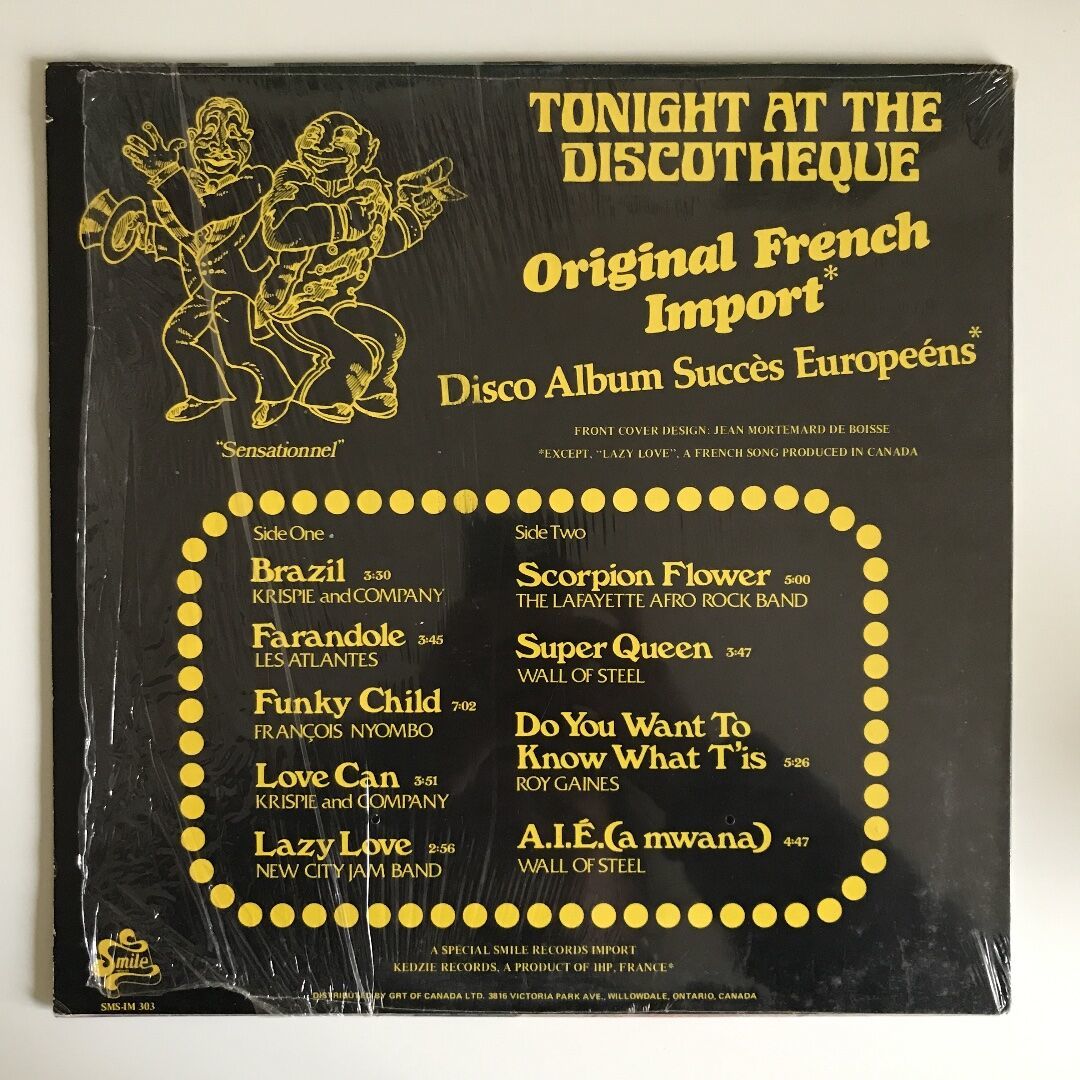 TONIGHT AT THE
DISCOTHEQUE
Original French
Import*
Disco Album Succès Europeéns*
FRONT COVER DESIGN: JEAN MORTEMARD DE BOISSE
*EXCEPT, "LAZY LOVE", A FRENCH SONG PRODUCED IN CANADA
"Sensationnel"
Side One
Brazil 3:30
KRISPIE and COMPANY
Farandole 3:45
LES ATLANTES
Funky Child 7:02
FRANÇOIS NYOMBO
Love Can 3:51
KRISPIE and COMPANY
Lazy Love 2:56
NEW CITY JAM BAND
Side Two
Scorpion Flower 5:00
THE LAFAYETTE AFRO ROCK BAND
Super Queen 3:47
WALL OF STEEL
Do You Want To
Know What T'is 5:26
ROY GAINES
A.I.É.(a mwana) 4:47
WALL OF STEEL
A SPECIAL SMILE RECORDS IMPORT
KEDZIE RECORDS, A PRODUCT OF IHP, FRANCE*
Smile
SMS-IM 303
DISTRIBUTED BY GRT OF CANADA LTD. 3816 VICTORIA PARK AVE., WILLOWDALE, ONTARIO, CANADA